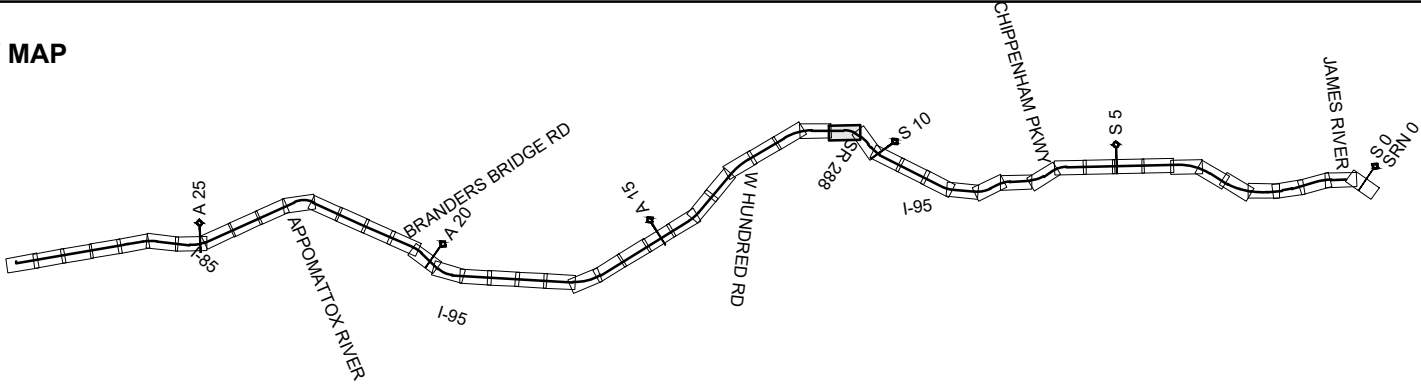 MAP
A 25
I-85
APPOMATTOX RIVER
BRANDERS BRIDGE RD
A 20
I-95
A 15
W HUNDRED RD
SR 288
S 10
I-95
CHIPPENHAM PKWY
S 5
JAMES RIVER
S 0
SRN 0